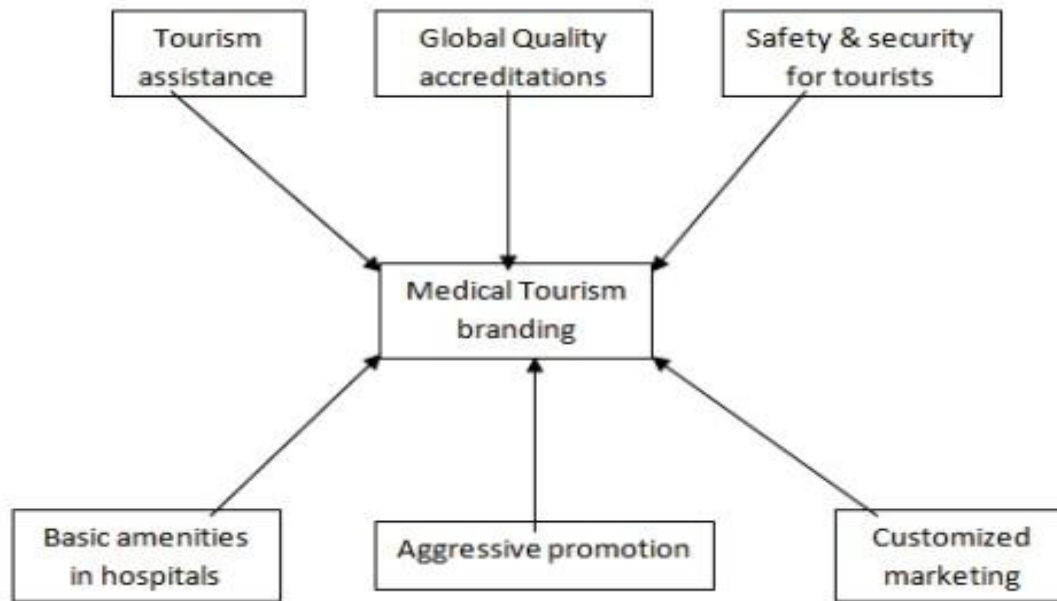 Tourism
assistance
Global Quality
accreditations
Safety & security
for tourists
Medical Tourism
branding
Basic amenities
in hospitals
Aggressive promotion
Customized
marketing